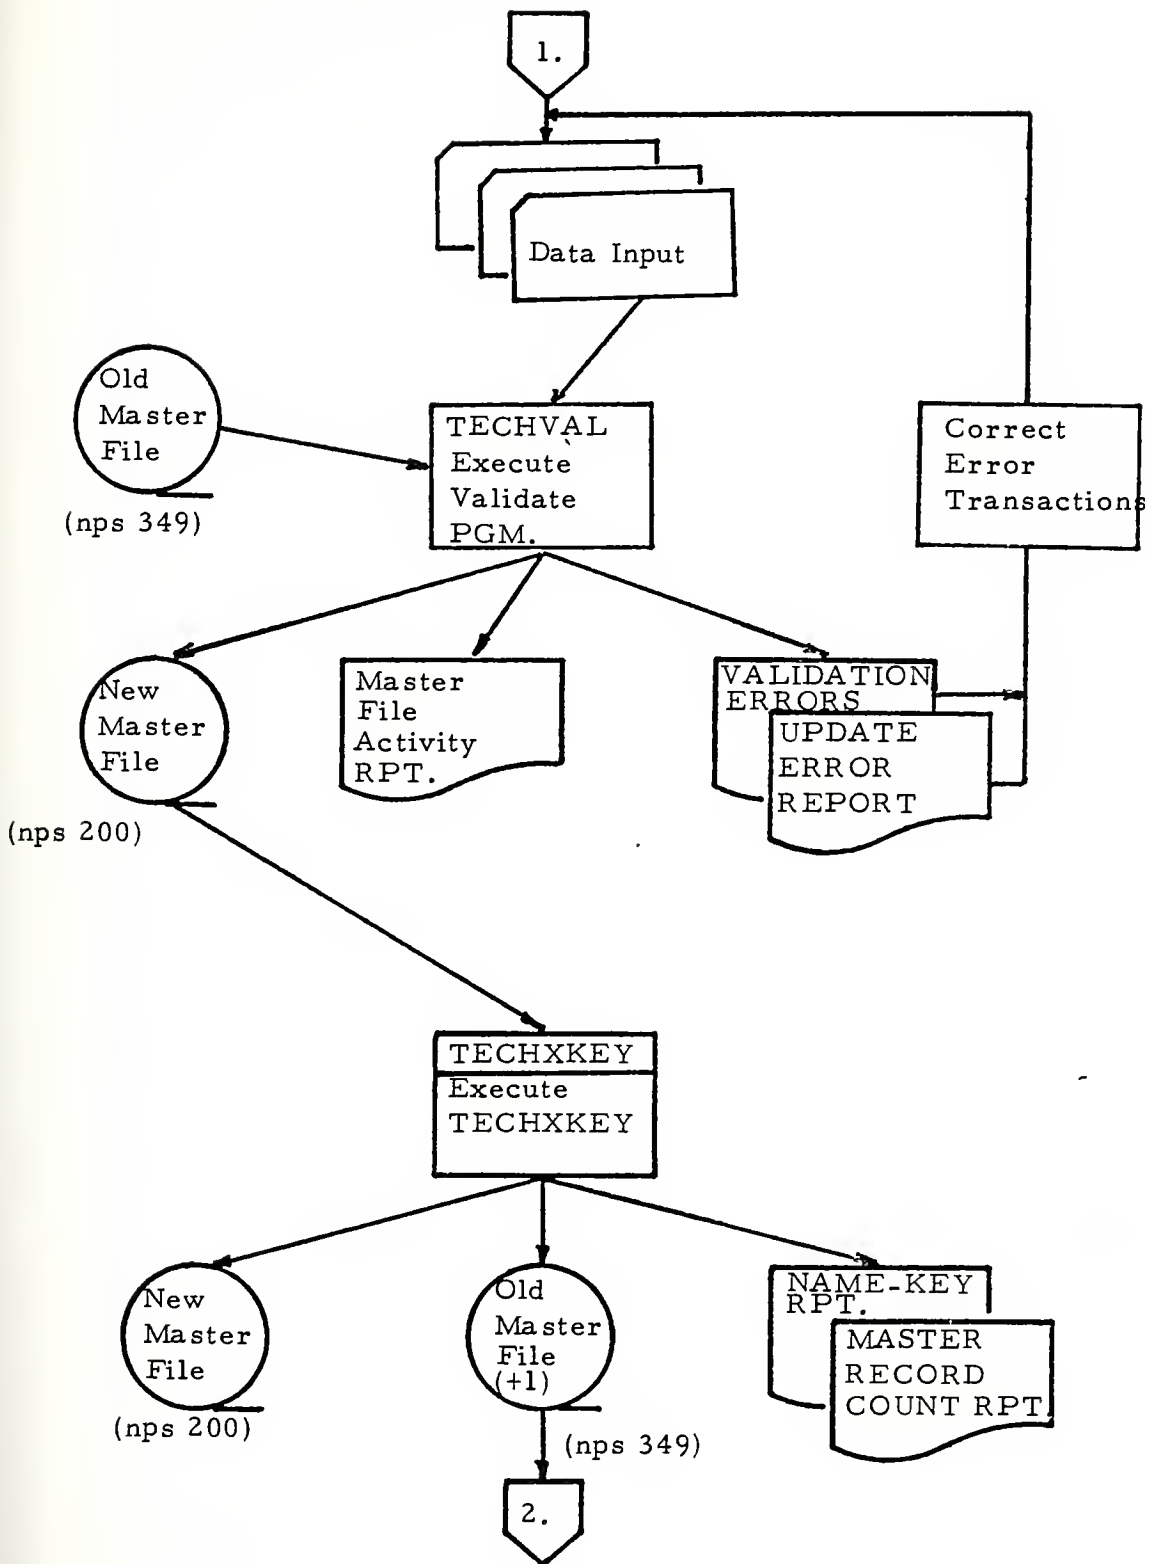 1.
Data Input
Old
Master
File
(nps 349)
TECHVAL
Execute
Validate
PGM.
Correct
Error
Transactions
New
Master
File
(nps 200)
Master
File
Activity
RPT.
VALIDATION
ERRORS
UPDATE
ERROR
REPORT
TECHXKEY
Execute
TECHXKEY
New
Master
File
(nps 200)
Old
Master
File
(+1)
(nps 349)
NAME-KEY
RPT.
MASTER
RECORD
COUNT RPT.
2.